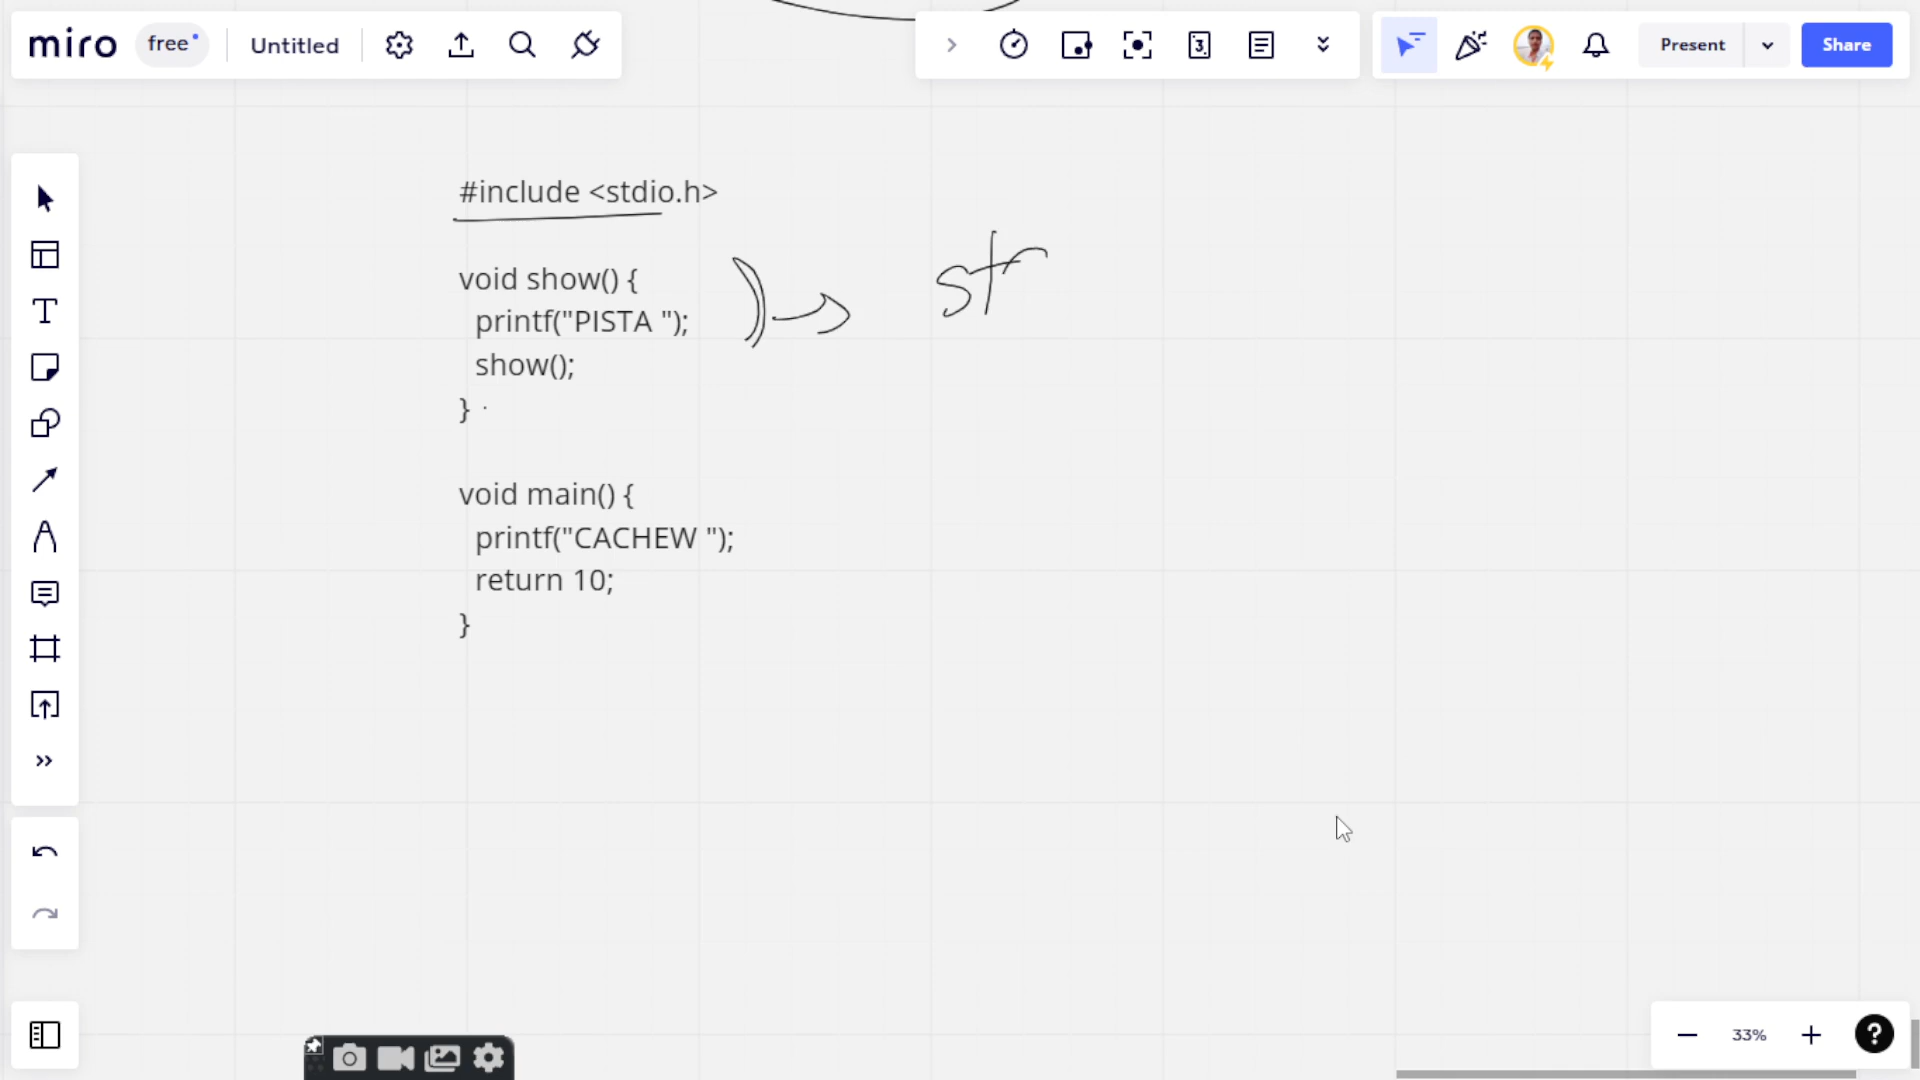 miro free Untitled Present Share
#include <stdio.h>
void show() {
printf("PISTA ");
show();
}
void main() {
printf("CACHEW ");
return 10;
}
33%